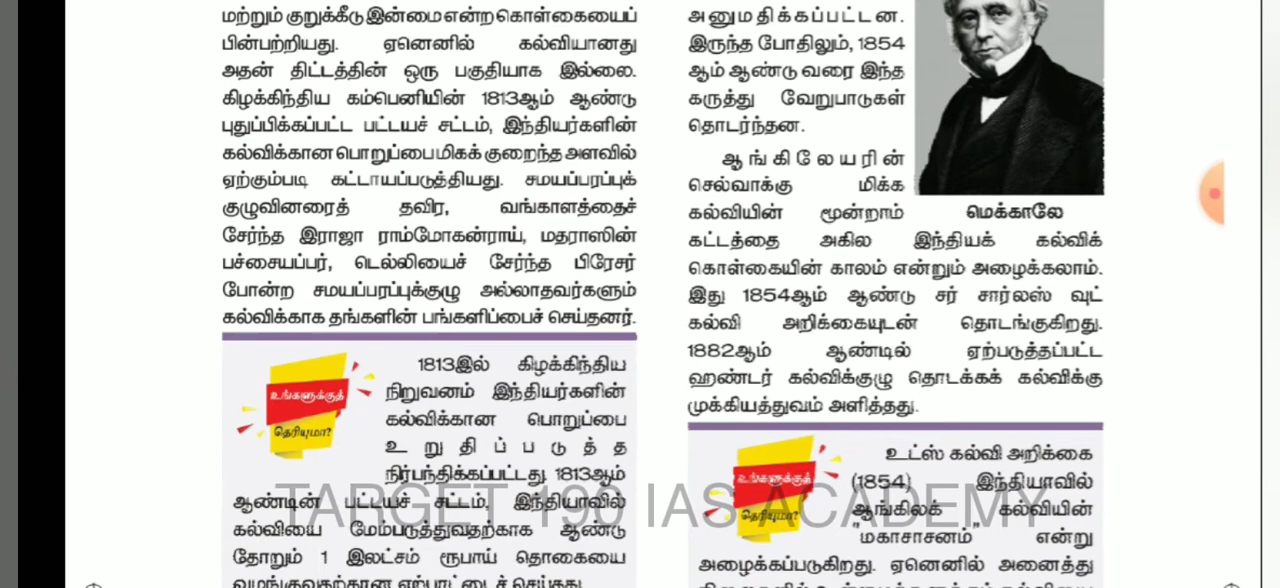 மற்றும் குறுக்கீடு இன்மை என்ற கொள்கையைப்
பின்பற்றியது. ஏனெனில் கல்வியானது
அதன் திட்டத்தின் ஒரு பகுதியாக இல்லை.
கிழக்கிந்திய கம்பெனியின் 1813ஆம் ஆண்டு
புதுப்பிக்கப்பட்ட பட்டயச் சட்டம், இந்தியர்களின்
கல்விக்கான பொறுப்பை மிகக் குறைந்த அளவில்
ஏற்கும்படி கட்டாயப்படுத்தியது. சமயப்பரப்புக்
குழுவினரைத் தவிர, வங்காளத்தைச்
சேர்ந்த இராஜா ராம்மோகன்ராய், மதராஸின்
பச்சையப்பர், டெல்லியைச் சேர்ந்த பிரேசர்
போன்ற சமயப்பரப்புக்குழு அல்லாதவர்களும்
கல்விக்காக தங்களின் பங்களிப்பைச் செய்தனர்.
உங்களுக்குத்
தெரியுமா?
1813இல் கிழக்கிந்திய
நிறுவனம் இந்தியர்களின்
கல்விக்கான பொறுப்பை
உறுதிப்படுத்த
நிர்பந்திக்கப்பட்டது. 1813ஆம்
ஆண்டின் பட்டயச் சட்டம், இந்தியாவில்
கல்வியை மேம்படுத்துவதற்காக ஆண்டு
தோறும் 1 இலட்சம் ரூபாய் தொகையை
வழங்குவதற்கான ஏற்பாட்டைச் செய்தது.
அனுமதிக்கப்பட்டன.
இருந்த போதிலும், 1854
ஆம் ஆண்டு வரை இந்த
கருத்து வேறுபாடுகள்
தொடர்ந்தன.
ஆங்கிலேயரின்
செல்வாக்கு மிக்க
கல்வியின் மூன்றாம்
கட்டத்தை அகில இந்தியக் கல்விக்
கொள்கையின் காலம் என்றும் அழைக்கலாம்.
இது 1854ஆம் ஆண்டு சர் சார்லஸ் வுட்
கல்வி அறிக்கையுடன் தொடங்குகிறது.
1882ஆம் ஆண்டில் ஏற்படுத்தப்பட்ட
ஹண்டர் கல்விக்குழு தொடக்கக் கல்விக்கு
முக்கியத்துவம் அளித்தது.
மெக்காலே
உங்களுக்குத்
தெரியுமா?
உட்ஸ் கல்வி அறிக்கை
(1854) இந்தியாவில்
ஆங்கிலக் கல்வியின்
„மகாசாசனம்” என்று
அழைக்கப்படுகிறது. ஏனெனில் அனைத்து
TARGET 190 IAS ACADEMY